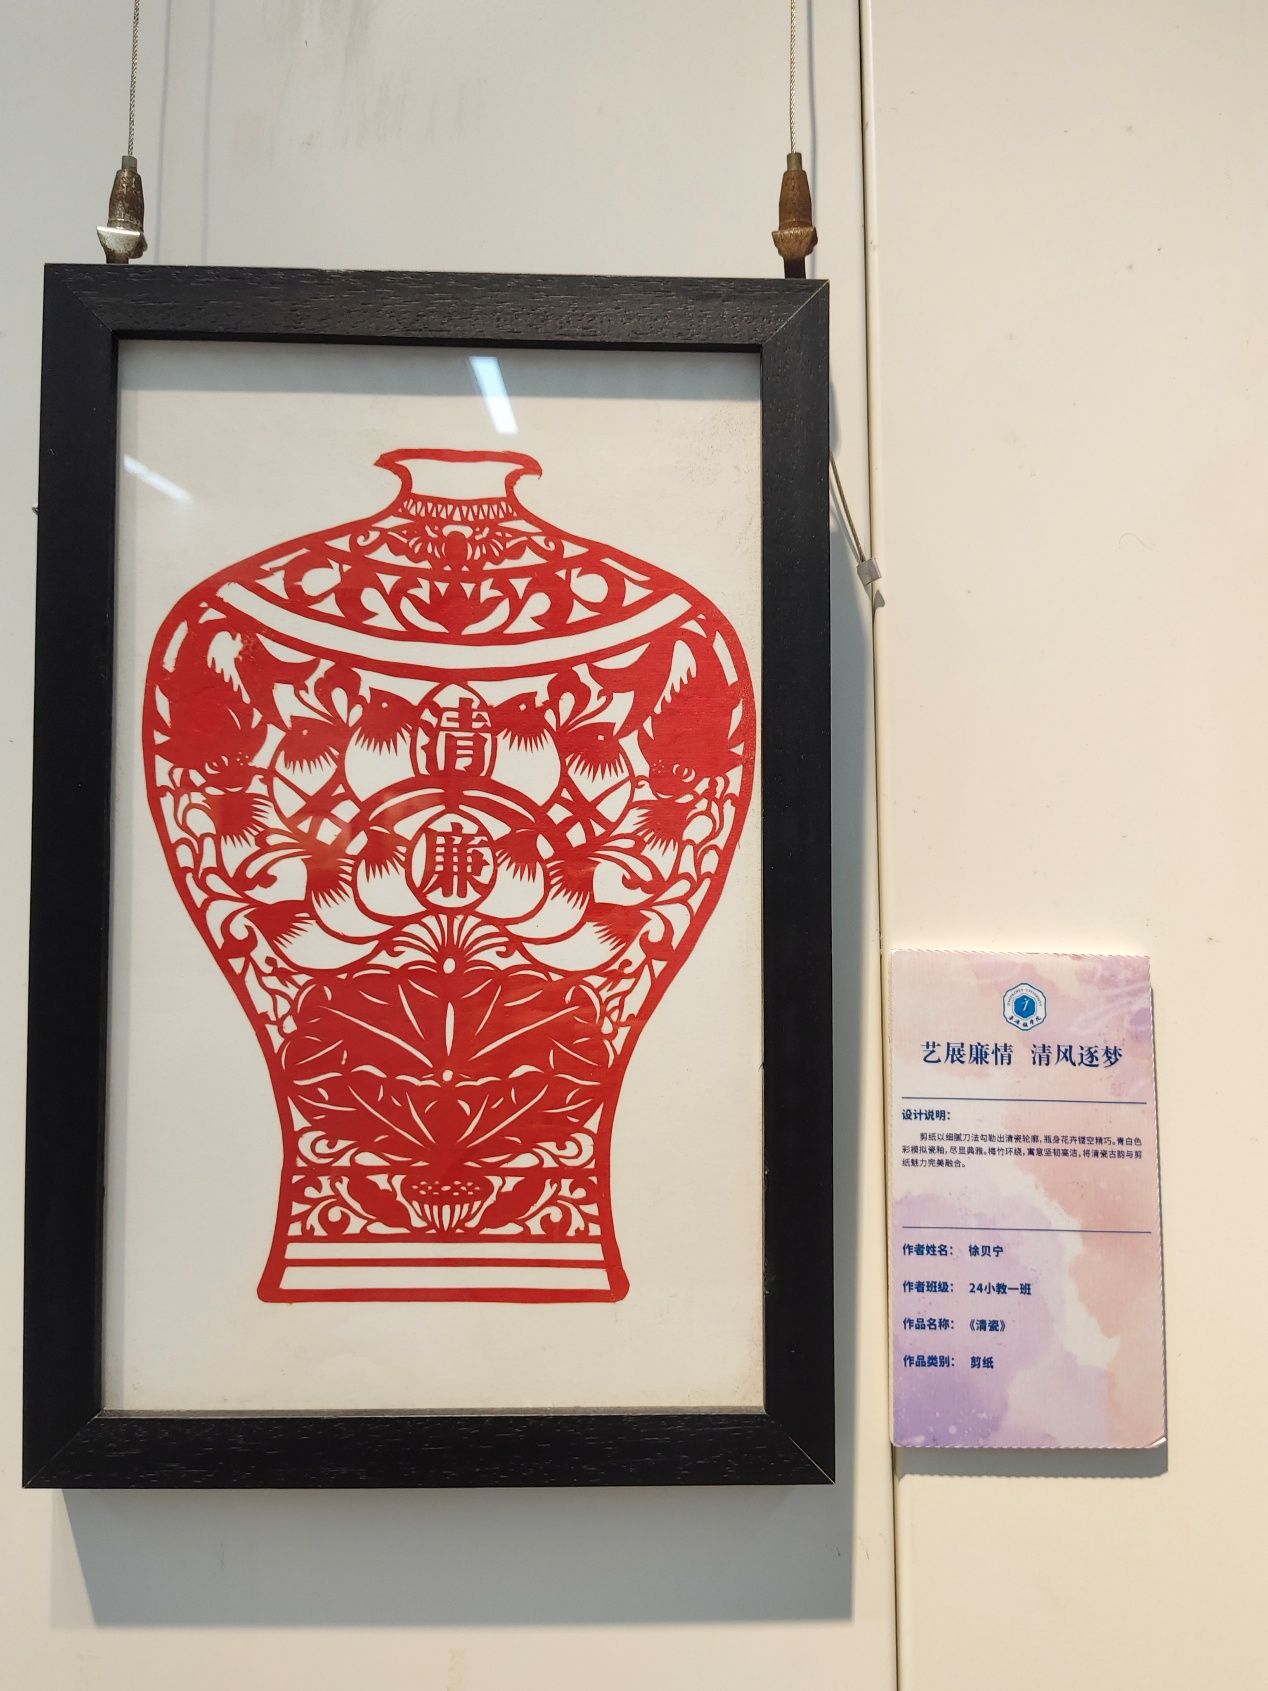 清
廉
艺展廉情 清风逐梦
设计说明：
剪纸以细腻刀法勾勒出清瓷轮廓，瓶身花卉镂空精巧。青白色
彩模拟瓷釉，尽显典雅。梅竹环绕，寓意坚韧高洁，将清瓷古韵与剪
纸魅力完美融合。
作者姓名： 徐贝宁
作者班级： 24小教一班
作品名称： 《清瓷》
作品类别： 剪纸